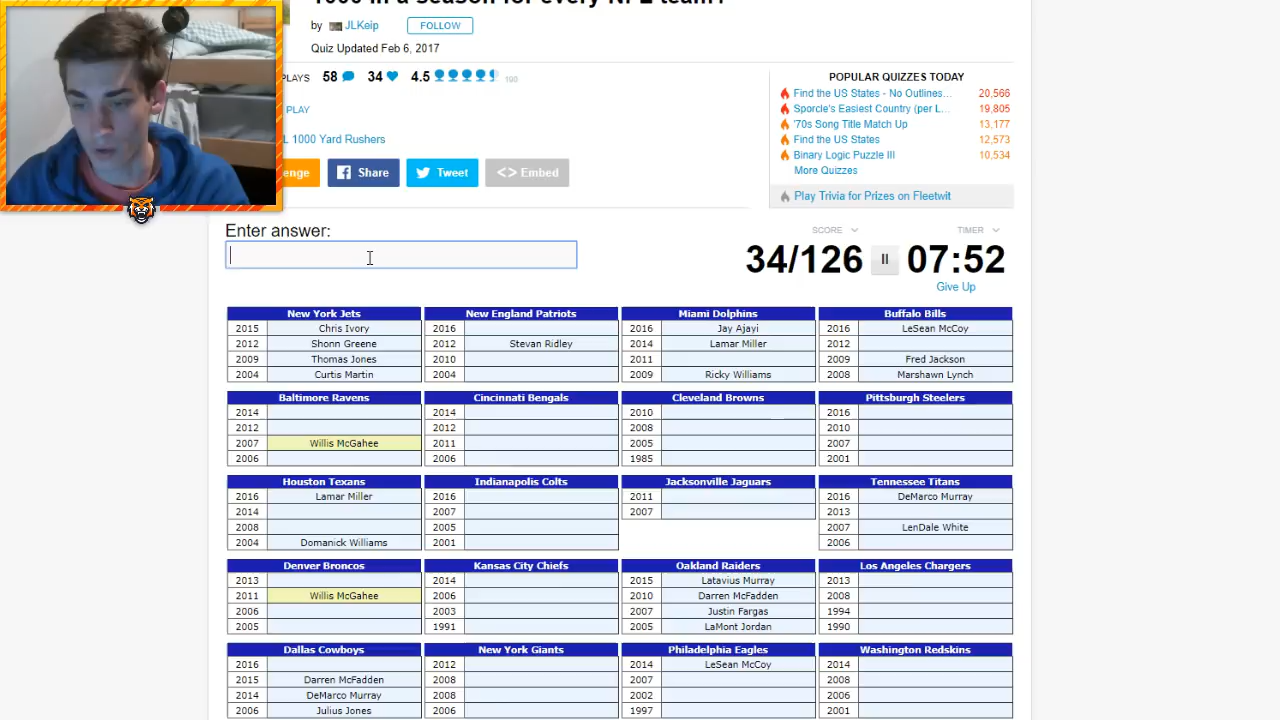 by JLKeip FOLLOW
Quiz Updated Feb 6, 2017
PLAYS 58 34 4.5 190
PLAY
L 1000 Yard Rushers
enge Share Tweet <> Embed
POPULAR QUIZZES TODAY
Find the US States - No Outlines... 20,566
Sporcle's Easiest Country (per L... 19,805
'70s Song Title Match Up 13,177
Find the US States 12,573
Binary Logic Puzzle III 10,534
More Quizzes
Play Trivia for Prizes on Fleetwit
Enter answer:
SCORE TIMER
34/126 07:52
Give Up
New York Jets New England Patriots Miami Dolphins Buffalo Bills
2015 Chris Ivory 2016 2016 Jay Ajayi 2016 LeSean McCoy
2012 Shonn Greene 2012 Stevan Ridley 2014 Lamar Miller 2012
2009 Thomas Jones 2010 2011 2009 Fred Jackson
2004 Curtis Martin 2004 2009 Ricky Williams 2008 Marshawn Lynch
Baltimore Ravens Cincinnati Bengals Cleveland Browns Pittsburgh Steelers
2014 2014 2010 2016
2012 2012 2008 2010
2007 Willis McGahee 2011 2005 2007
2006 2006 1985 2001
Houston Texans Indianapolis Colts Jacksonville Jaguars Tennessee Titans
2016 Lamar Miller 2016 2011 2016 DeMarco Murray
2014 2007 2007 2013
2008 2005 2007 LenDale White
2004 Domanick Williams 2001 2006
Denver Broncos Kansas City Chiefs Oakland Raiders Los Angeles Chargers
2013 2014 2015 Latavius Murray 2013
2011 Willis McGahee 2006 2010 Darren McFadden 2008
2006 2003 2007 Justin Fargas 1994
2005 1991 2005 LaMont Jordan 1990
Dallas Cowboys New York Giants Philadelphia Eagles Washington Redskins
2016 2012 2014 LeSean McCoy 2014
2015 Darren McFadden 2008 2007 2008
2014 DeMarco Murray 2008 2002 2006
2006 Julius Jones 2006 1997 2001